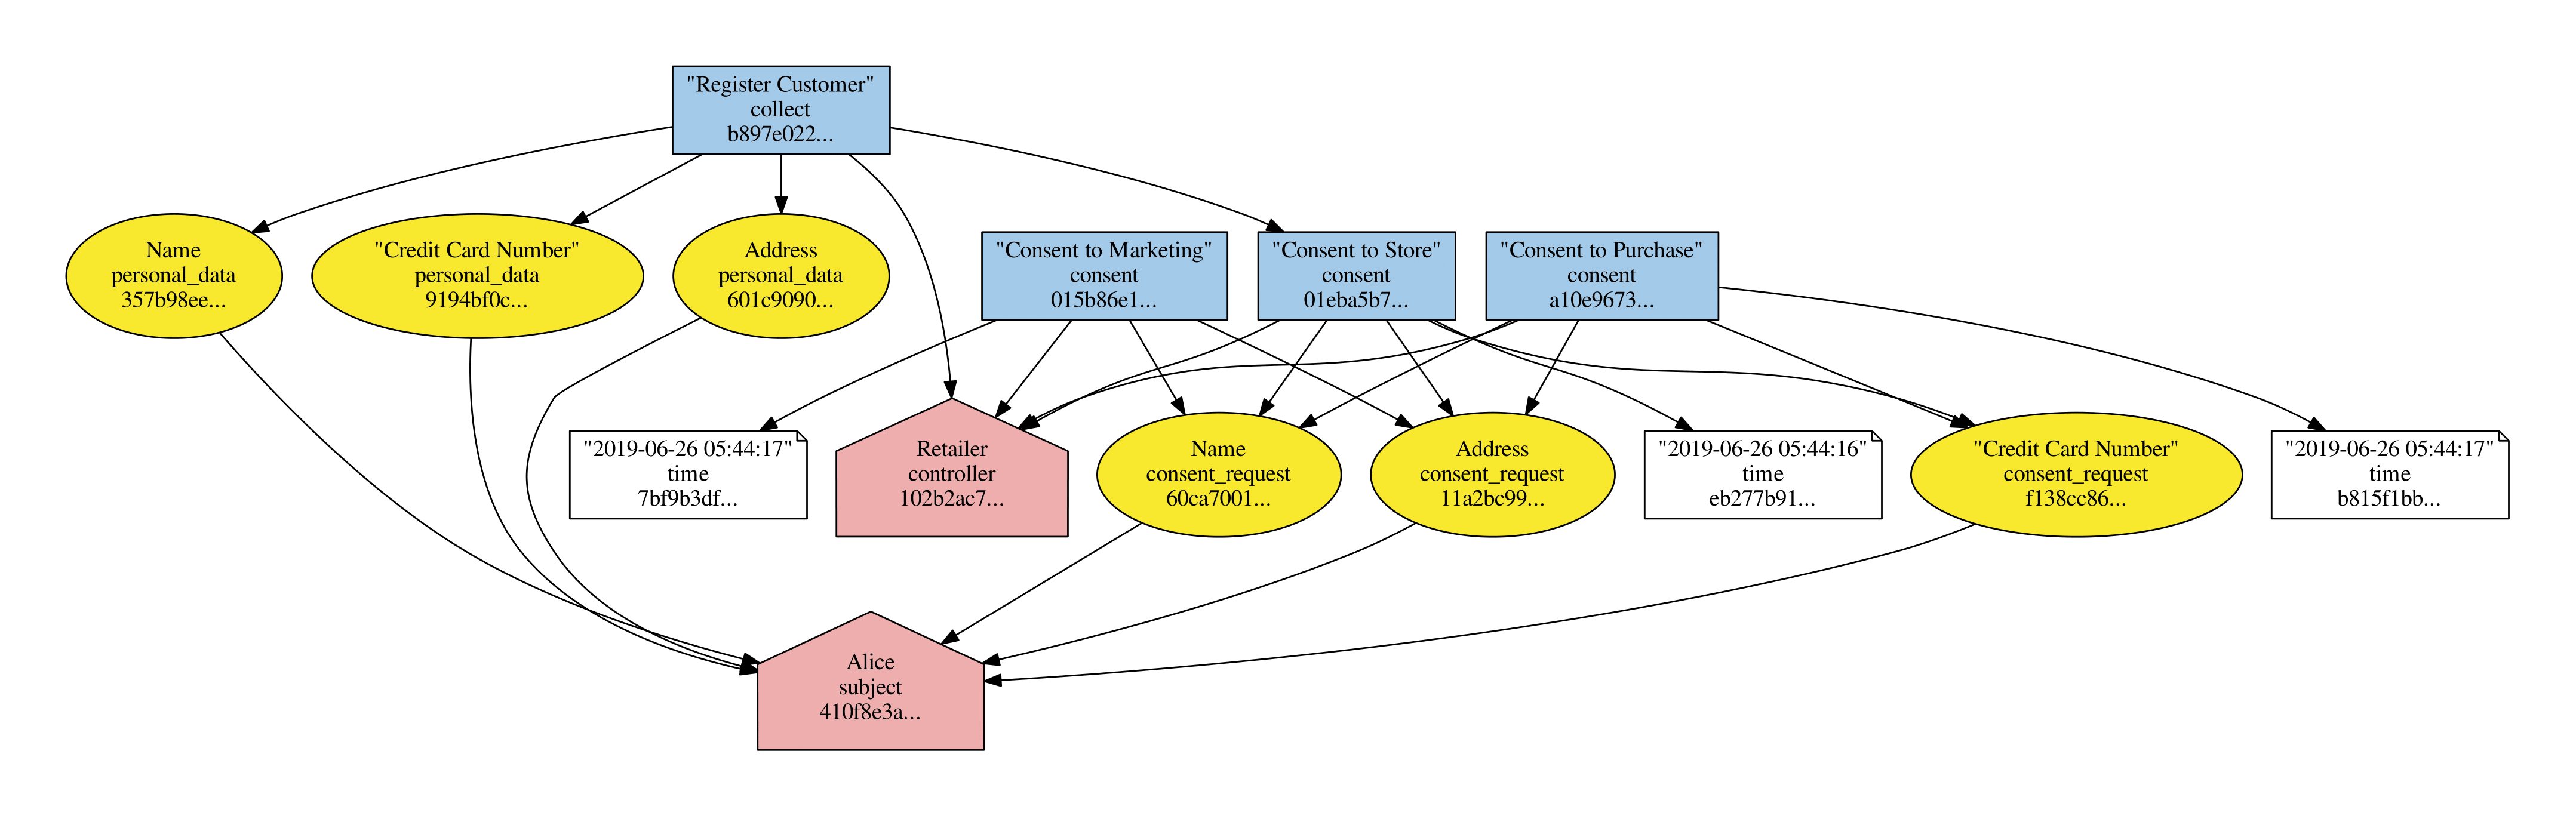 "Register Customer"
collect
b897e022...
Name
personal_data
357b98ee...
"Credit Card Number"
personal_data
9194bf0c...
Address
personal_data
601c9090...
"Consent to Marketing"
consent
015b86e1...
"Consent to Store"
consent
01eba5b7...
"Consent to Purchase"
consent
a10e9673...
"2019-06-26 05:44:17"
time
7bf9b3df...
Retailer
controller
102b2ac7...
Name
consent_request
60ca7001...
Address
consent_request
11a2bc99...
"2019-06-26 05:44:16"
time
eb277b91...
"Credit Card Number"
consent_request
f138cc86...
"2019-06-26 05:44:17"
time
b815f1bb...
Alice
subject
410f8e3a...